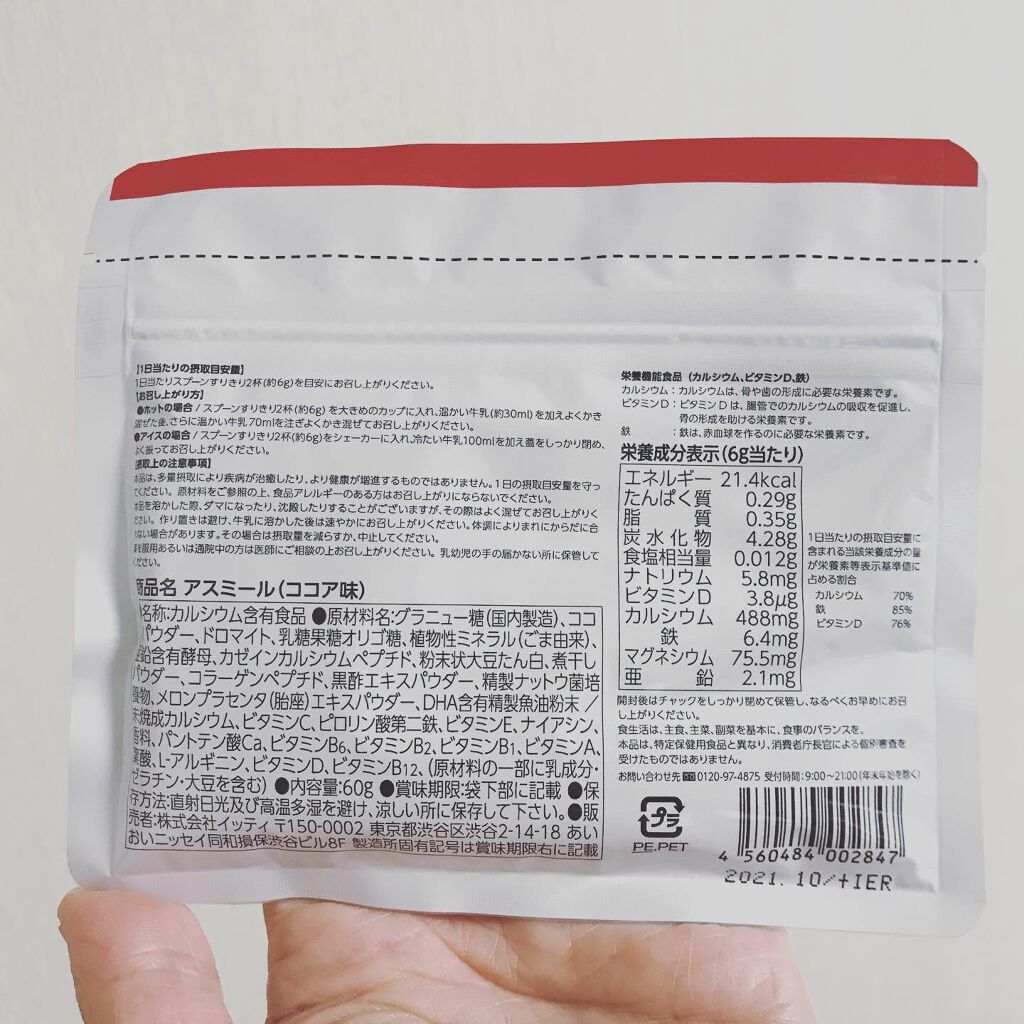 【1日当たりの摂取目安量】
1日当たりスプーンすりきり2杯(約6g)を目安にお召し上がりください。
【お召し上がり方】
●ホットの場合/スプーンすりきり2杯(約6g)を大きめのカップに入れ、温かい牛乳(約30ml)を加えよくかき
混ぜた後、さらに温かい牛乳70mlを注ぎよくかき混ぜてお召し上がりください。
●アイスの場合/スプーンすりきり2杯(約6g)をシェーカーに入れ、冷たい牛乳100mlを加え蓋をしっかり閉め、
よく振ってお召し上がりください。
【摂取上の注意事項】
本品は、多量摂取により疾病が治癒したり、より健康が増進するものではありません。1日の摂取目安量を守っ
てください。原材料をご参照の上、食品アレルギーのある方はお召し上がりにならないでください。
本品を溶かした際、ダマになったり、沈殿したりすることがございますが、その際はよく混ぜてお召し上がりくだ
さい。作り置きは避け、牛乳に溶かした後は速やかにお召し上がりください。体調によりまれにからだに合
わない場合があります。その場合は摂取量を減らすか、中止してください。
薬を服用あるいは通院中の方は医師にご相談の上お召し上がりください。乳幼児の手の届かない所に保管して
ください。
商品名 アスミール(ココア味)
名称:カルシウム含有食品 ●原材料名:グラニュー糖(国内製造)、ココ
パウダー、ドロマイト、乳糖果糖オリゴ糖、植物性ミネラル(ごま由来)、
亜鉛含有酵母、カゼインカルシウムペプチド、粉末状大豆たん白、煮干し
パウダー、コラーゲンペプチド、黒酢エキスパウダー、精製ナットウ菌培
養物、メロンプラセンタ(胎座)エキスパウダー、DHA含有精製魚油粉末/
未焼成カルシウム、ビタミンC、ピロリン酸第二鉄、ビタミンE、ナイアシン、
香料、パントテン酸Ca、ビタミンB6、ビタミンB2、ビタミンB1、ビタミンA、
葉酸、L-アルギニン、ビタミンD、ビタミンB12、(原材料の一部に乳成分・
ゼラチン・大豆を含む) ●内容量:60g ●賞味期限:袋下部に記載 ●保
存方法:直射日光及び高温多湿を避け、涼しい所に保存して下さい。●販
売者:株式会社イッティ 〒150-0002 東京都渋谷区渋谷2-14-18 あい
おいニッセイ同和損保渋谷ビル8F 製造所固有記号は賞味期限右に記載
栄養機能食品(カルシウム、ビタミンD、鉄)
カルシウム:カルシウムは、骨や歯の形成に必要な栄養素です。
ビタミンD:ビタミンDは、腸管でのカルシウムの吸収を促進し、
骨の形成を助ける栄養素です。
鉄:鉄は、赤血球を作るのに必要な栄養素です。
栄養成分表示(6g当たり)
エネルギー 21.4kcal
たんぱく質 0.29g
脂質 0.35g
炭水化物 4.28g
食塩相当量 0.012g
ナトリウム 5.8mg
ビタミンD 3.8μg
カルシウム 488mg
鉄 6.4mg
マグネシウム 75.5mg
亜鉛 2.1mg
1日当たりの摂取目安量に
含まれる当該栄養成分の量
が栄養素等表示基準値に
占める割合
カルシウム 70%
鉄 85%
ビタミンD 76%
開封後はチャックをしっかり閉めて保管し、なるべくお早めにお召
し上がりください。
食生活は、主食、主菜、副菜を基本に、食事のバランスを。
本品は、特定保健用食品と異なり、消費者庁長官による個別審査を
受けたものではありません。
お問い合わせ先 0120-97-4875 受付時間:9:00~21:00(年末年始を除く)
プラ
PE.PET
4 560484 002847
2021.10/+IER